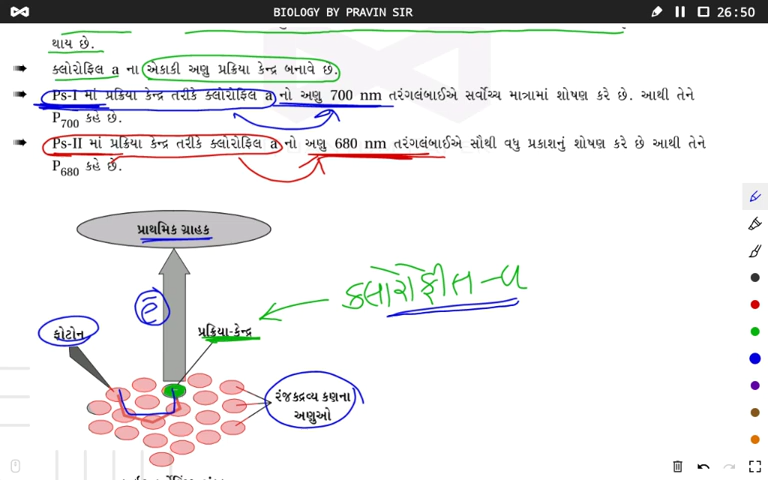 BIOLOGY BY PRAVIN SIR
26:50
થાય છે.
ક્લોરોફિલ a ના એકાકી અણુ પ્રક્રિયા કેન્દ્ર બનાવે છે.
Ps-I માં પ્રક્રિયા કેન્દ્ર તરીકે ક્લોરોફિલ a નો અણુ 700 nm તરંગલંબાઈએ સર્વોચ્ચ માત્રામાં શોષણ કરે છે. આથી તેને
P700 કહે છે.
Ps-II માં પ્રક્રિયા કેન્દ્ર તરીકે ક્લોરોફિલ a નો અણુ 680 nm તરંગલંબાઈએ સૌથી વધુ પ્રકાશનું શોષણ કરે છે આથી તેને
P680 કહે છે.
પ્રાથમિક ગ્રાહક
ક્લોરોફીલ-a
e-
ફોટોન
પ્રક્રિયા-કેન્દ્ર
રંજકદ્રવ્ય કણના
અણુઓ